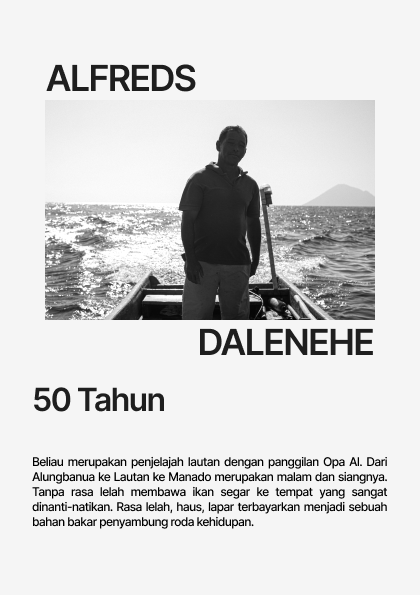 ALFREDS
DALENEHE
50 Tahun
Beliau merupakan penjelajah lautan dengan panggilan Opa Al. Dari
Alungbanua ke Lautan ke Manado merupakan malam dan siangnya.
Tanpa rasa lelah membawa ikan segar ke tempat yang sangat
dinanti-natikan. Rasa lelah, haus, lapar terbayarkan menjadi sebuah
bahan bakar penyambung roda kehidupan.